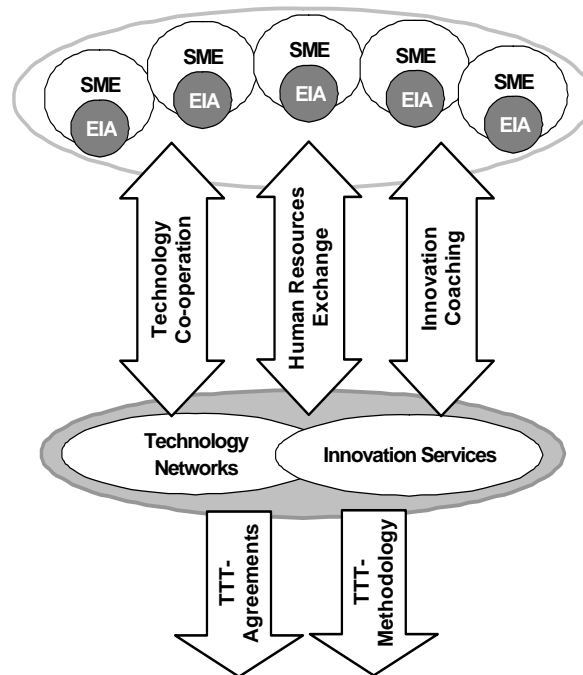 SME
SME
SME
SME
SME
EIA
EIA
EIA
EIA
EIA
Technology
Co-operation
Human Resources
Exchange
Innovation
Coaching
Technology
Networks
Innovation Services
TTT-
Agreements
TTT-
Methodology